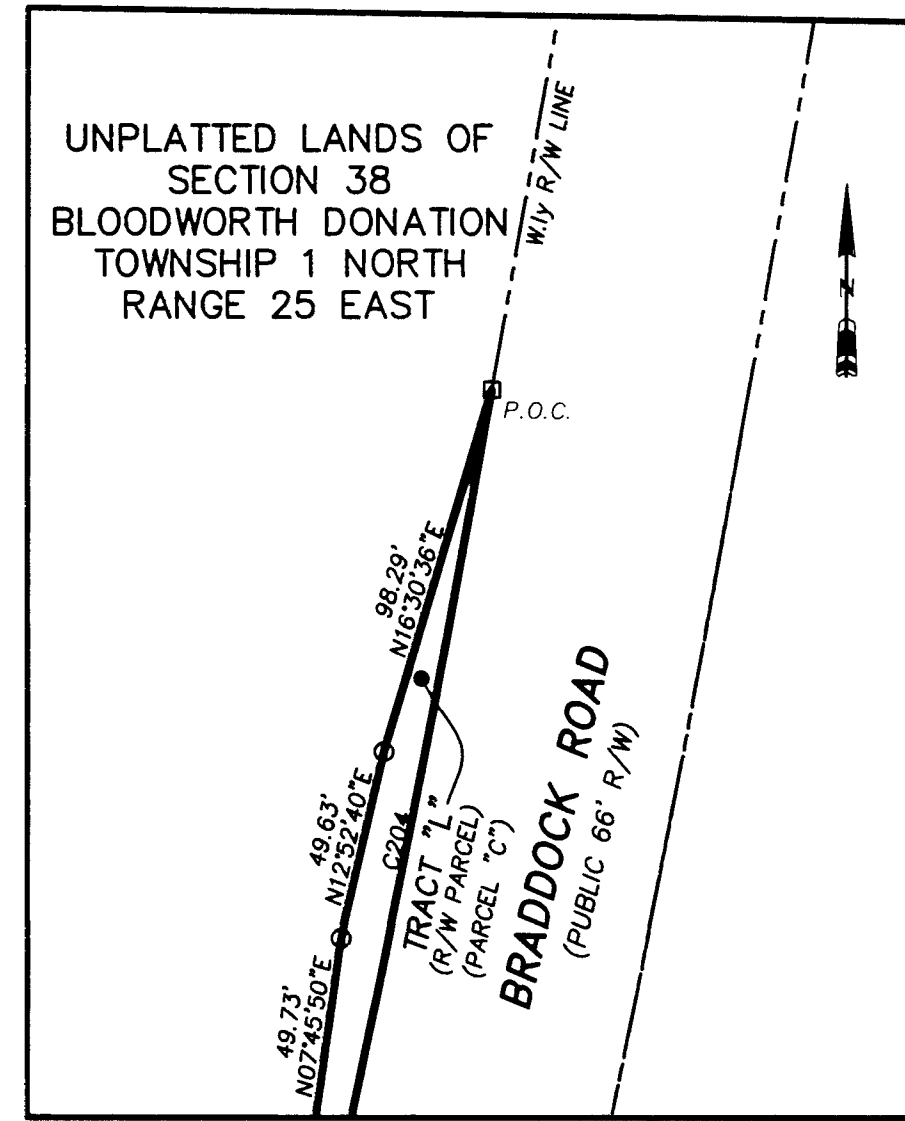 UNPLATTED LANDS OF
SECTION 38
BLOODWORTH DONATION
TOWNSHIP 1 NORTH
RANGE 25 EAST
W.ly R/W LINE
N
P.O.C.
98.29'
N16°30'36"E
49.63'
N12°52'40"E
49.73'
N07°45'50"E
C204
TRACT "L"
(R/W PARCEL)
(PARCEL "C")
BRADDOCK ROAD
(PUBLIC 66' R/W)